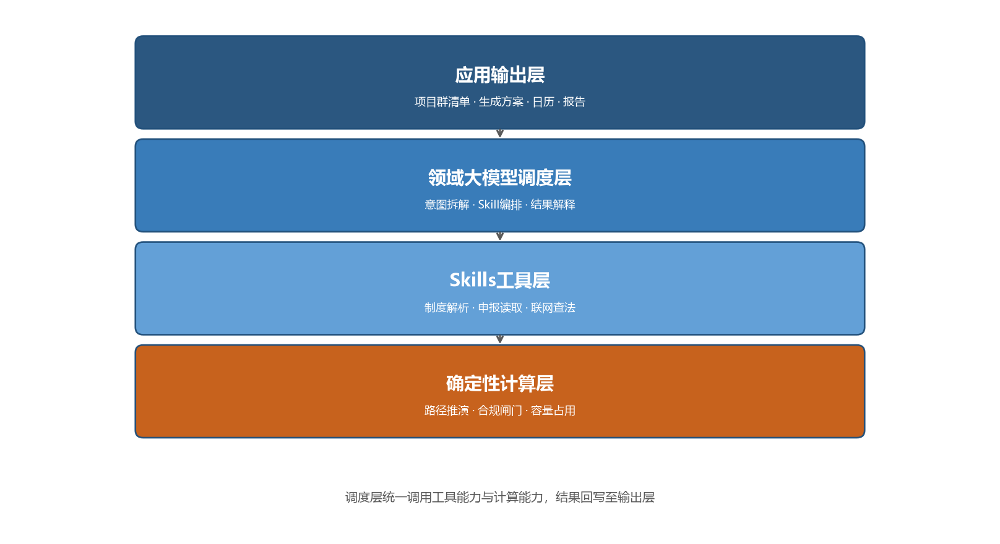 应用输出层
项目群清单 · 生成方案 · 日历 · 报告
领域大模型调度层
意图拆解 · Skill编排 · 结果解释
Skills工具层
制度解析 · 申报读取 · 联网查法
确定性计算层
路径推演 · 合规闸门 · 容量占用
调度层统一调用工具能力与计算能力，结果回写至输出层